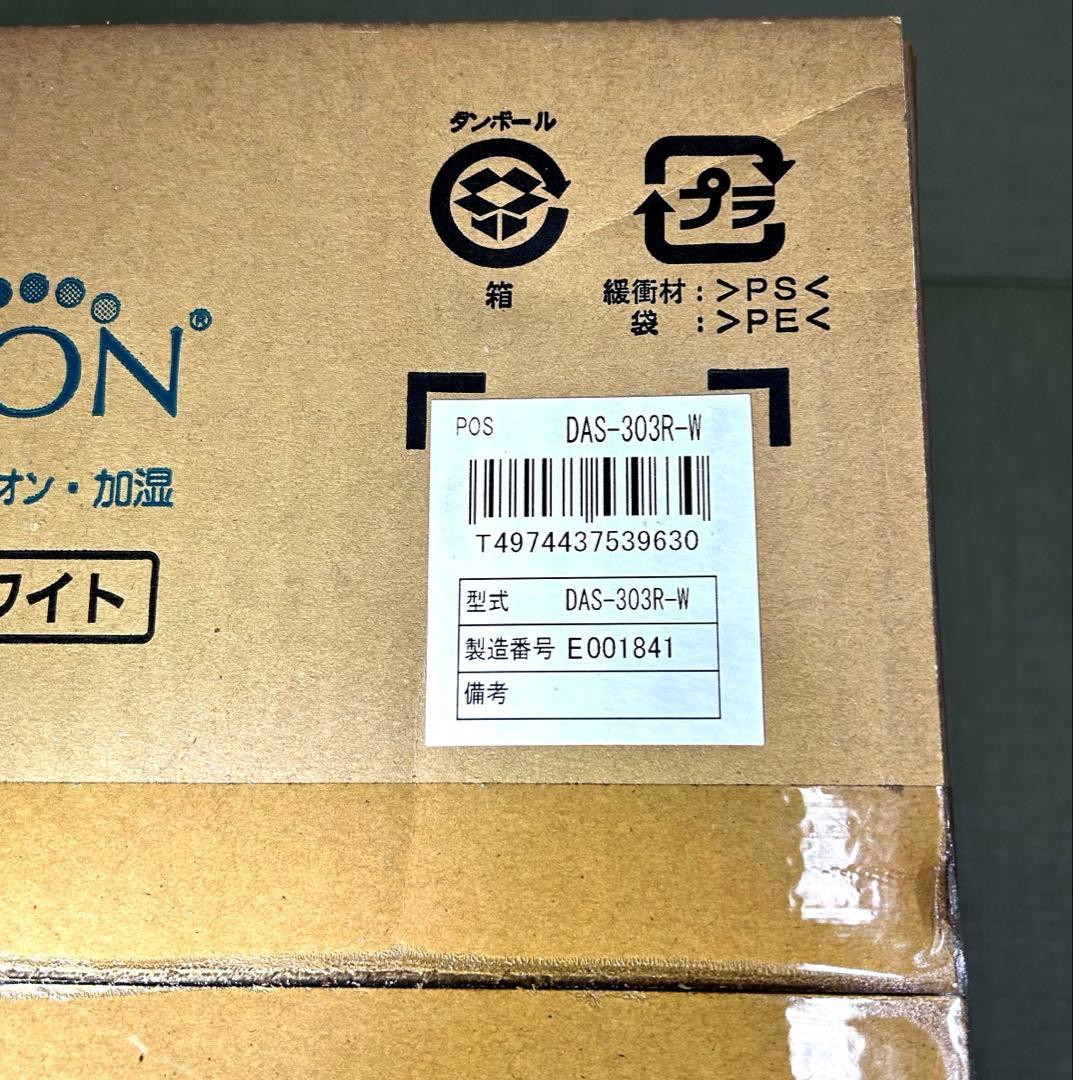 タンボール
プラ
箱
緩衝材：>PS<
袋 ：>PE<
ON®
オン・加湿
ワイト
POS DAS-303R-W
T4974437539630
型式 DAS-303R-W
製造番号 E001841
備考